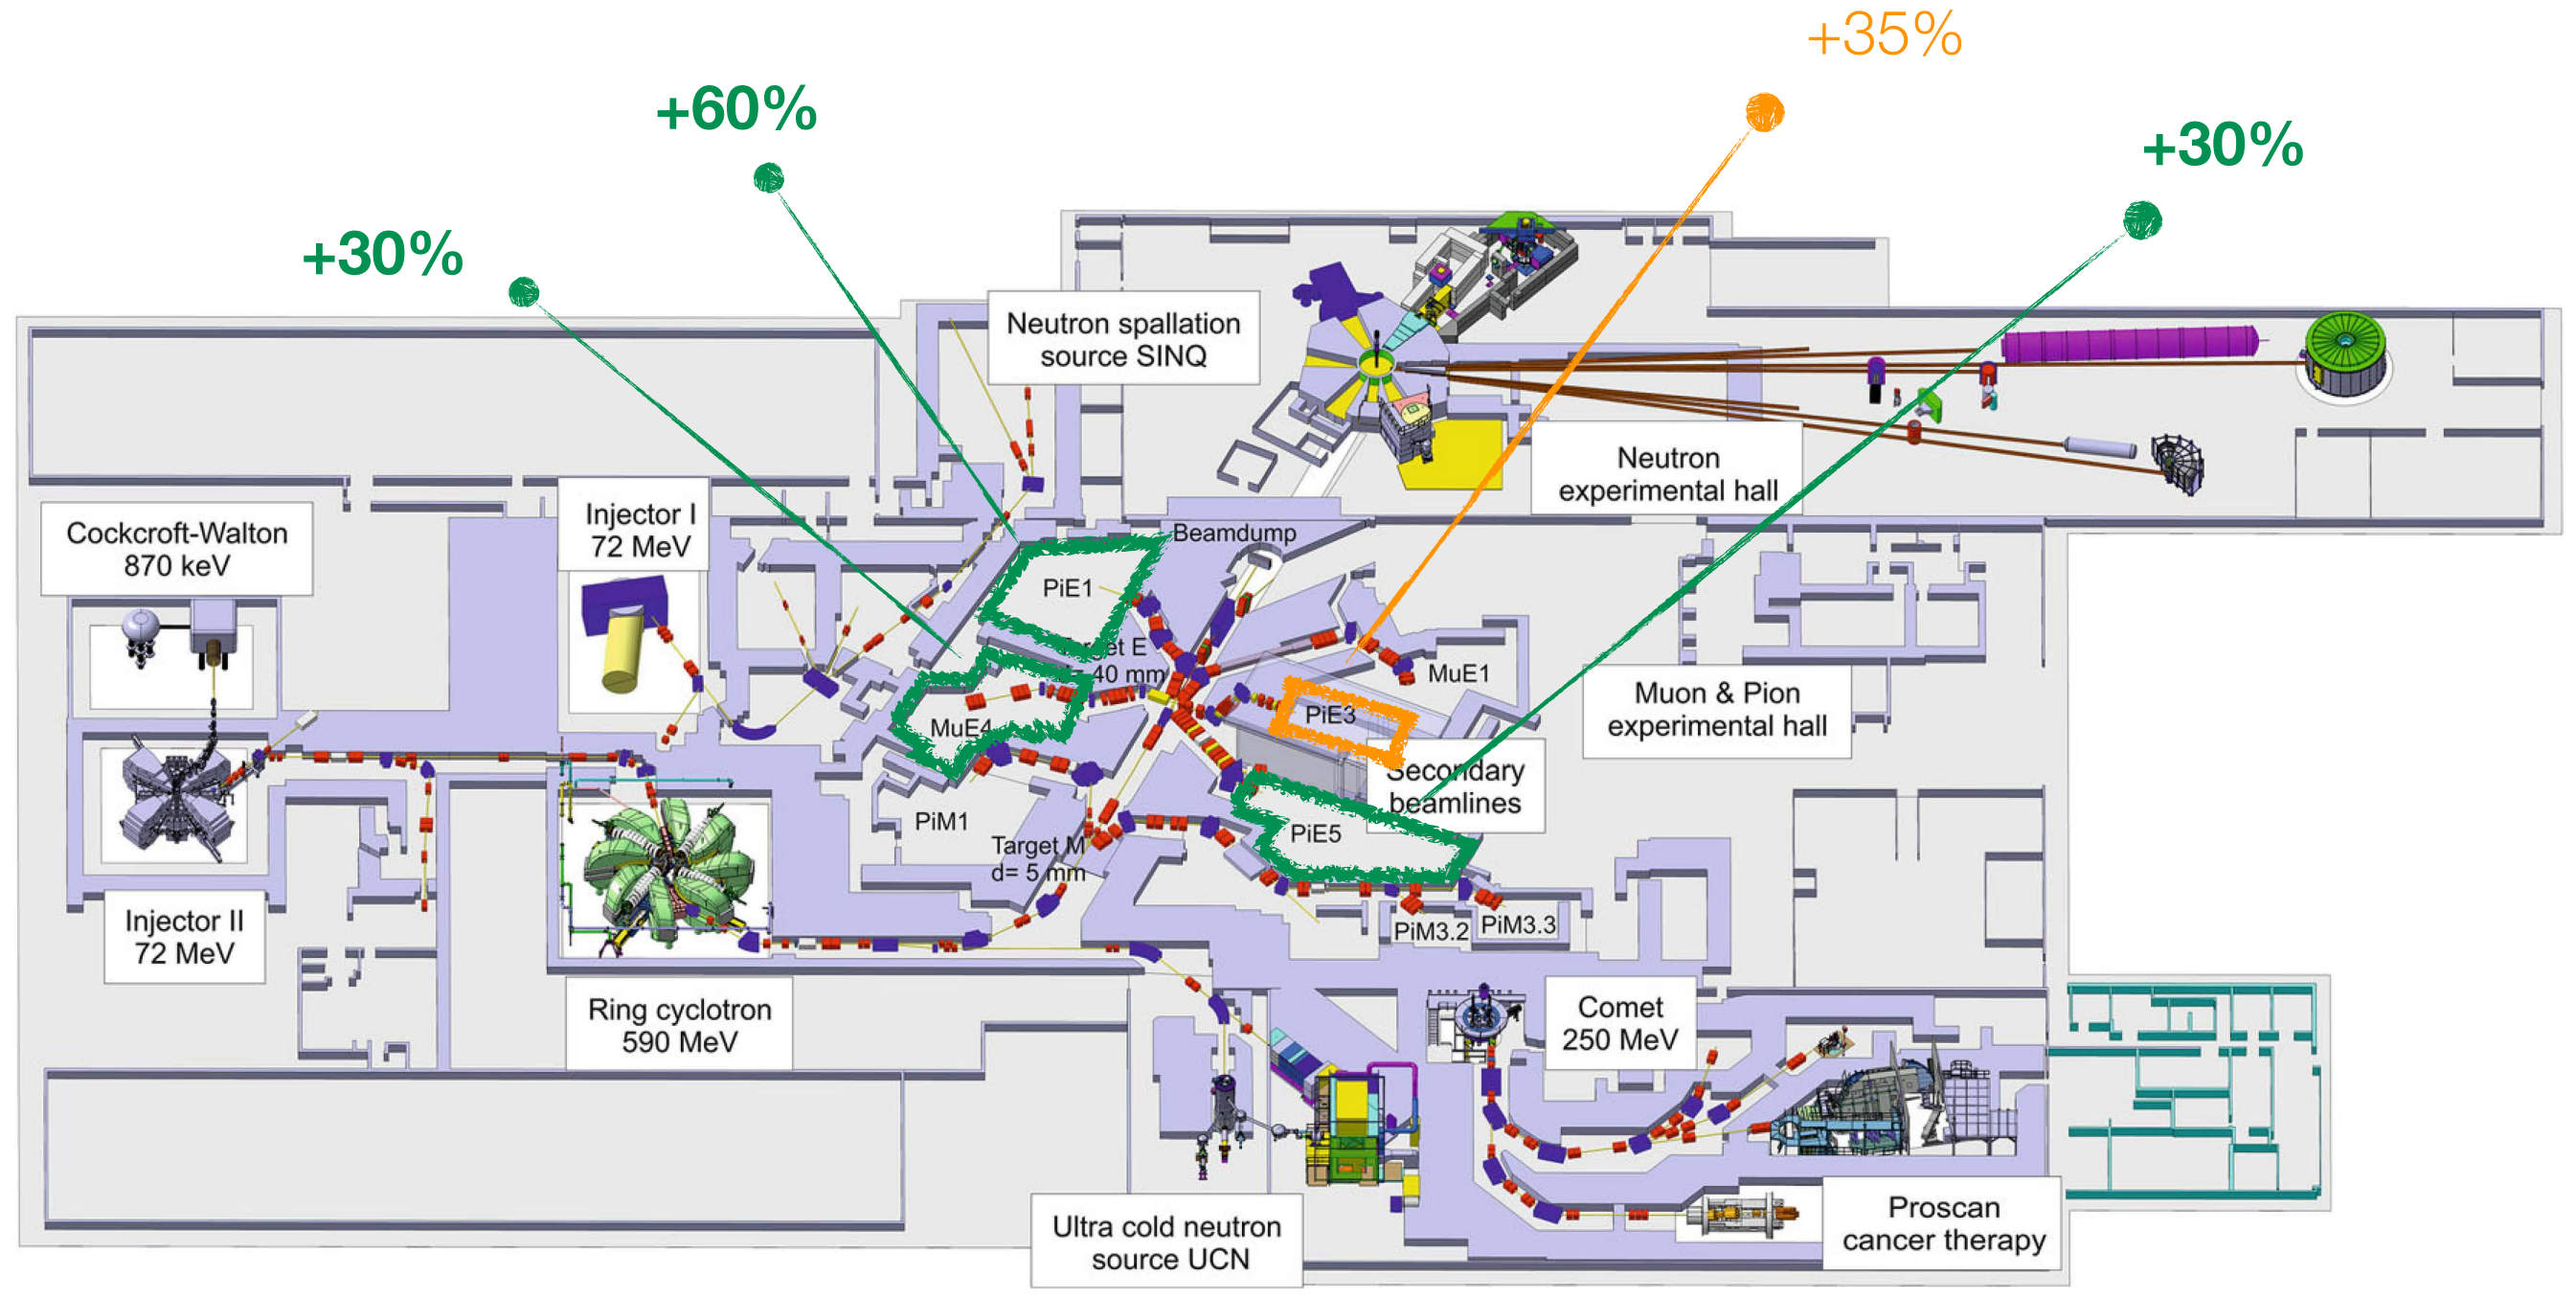 +35%
+60%
+30%
+30%
Neutron spallation
source SINQ
Neutron
experimental hall
Cockcroft-Walton
870 keV
Injector I
72 MeV
Beamdump
PiE1
et E
40 mm
MuE1
PiE3
MuE4
Muon & Pion
experimental hall
Secondary
beamlines
PiM1
PiE5
Target M
d= 5 mm
Injector II
72 MeV
PiM3.2
PiM3.3
Ring cyclotron
590 MeV
Comet
250 MeV
Ultra cold neutron
source UCN
Proscan
cancer therapy